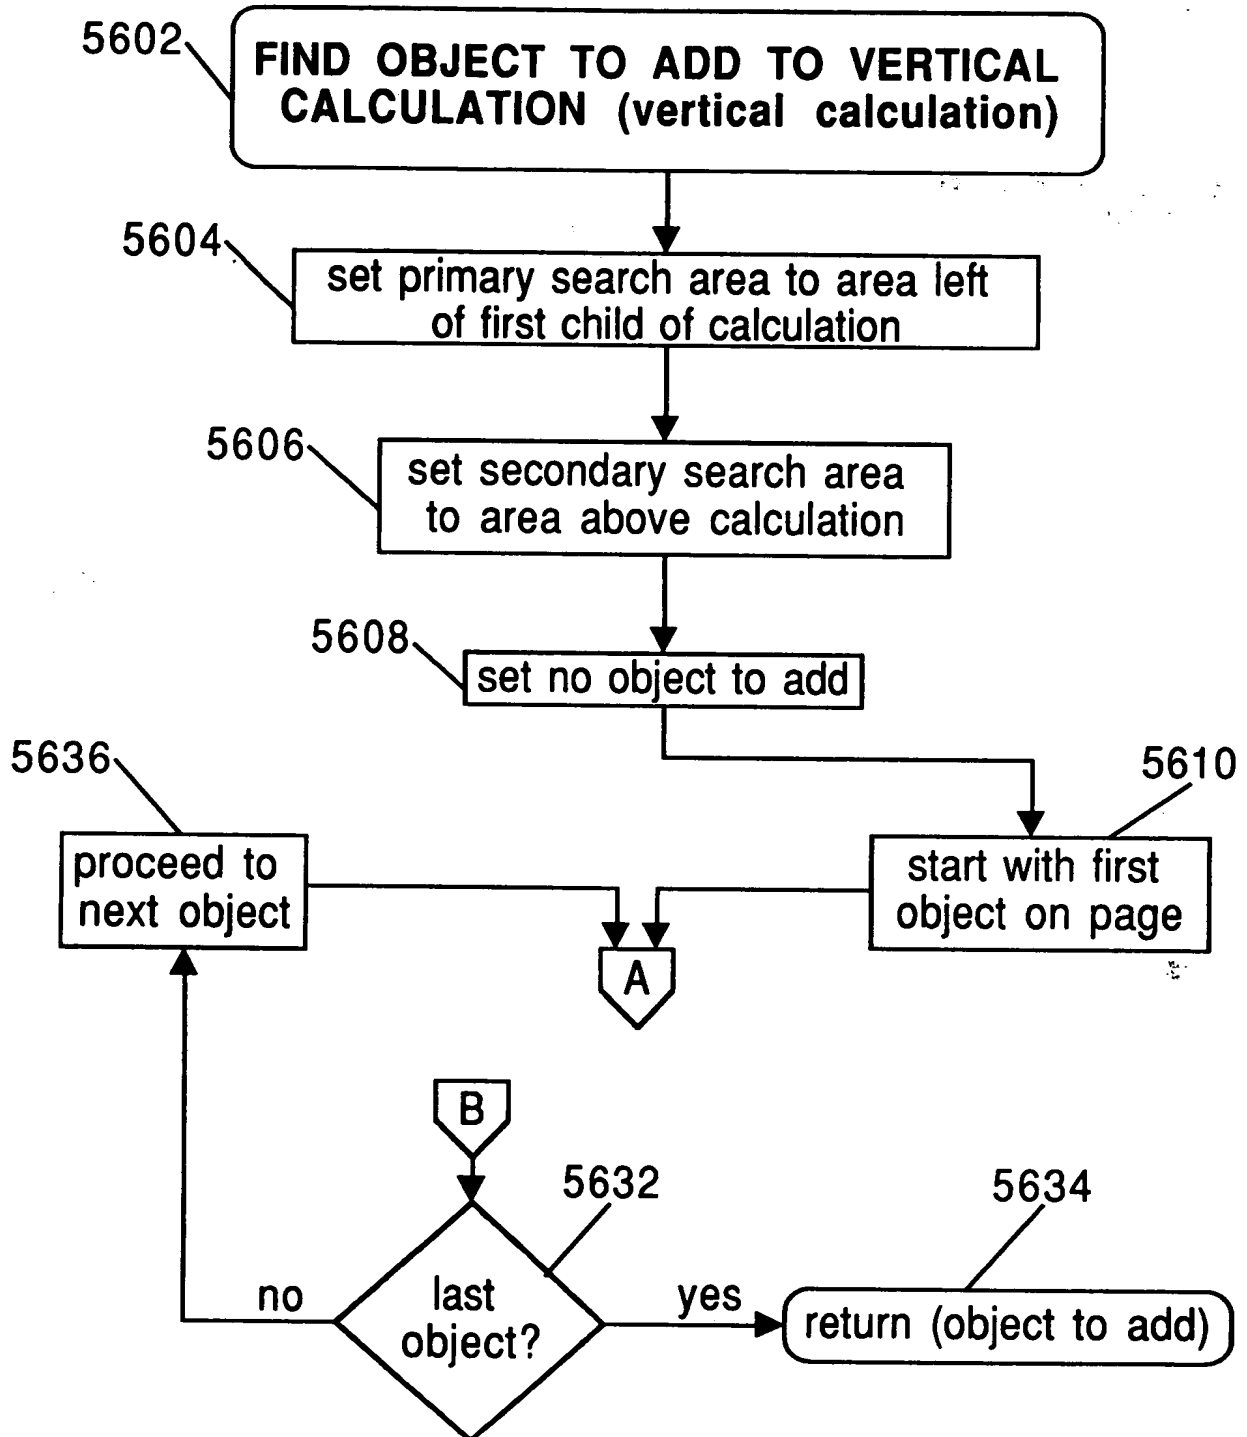 5602
FIND OBJECT TO ADD TO VERTICAL
CALCULATION (vertical calculation)
5604
set primary search area to area left
of first child of calculation
5606
set secondary search area
to area above calculation
5608
set no object to add
5636
5610
proceed to
next object
start with first
object on page
A
B
5632
5634
no
last
object?
yes
return (object to add)